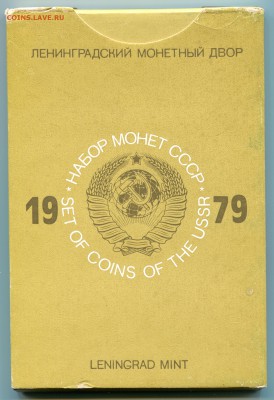 COINS.LAVE.RU
ЛЕНИНГРАДСКИЙ МОНЕТНЫЙ ДВОР
• НАБОР МОНЕТ СССР •
19 79
SET OF COINS OF THE USSR
LENINGRAD MINT